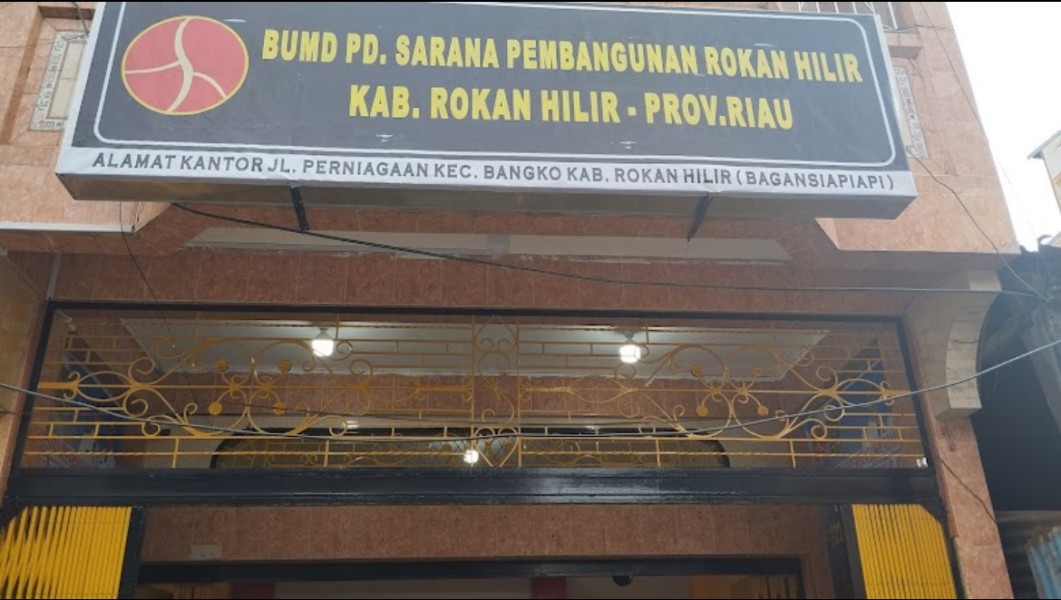 BUMD PD. SARANA PEMBANGUNAN ROKAN HILIR
KAB. ROKAN HILIR - PROV.RIAU
ALAMAT KANTOR JL. PERNIAGAAN KEC. BANGKO KAB. ROKAN HILIR ( BAGANSIAPIAPI )